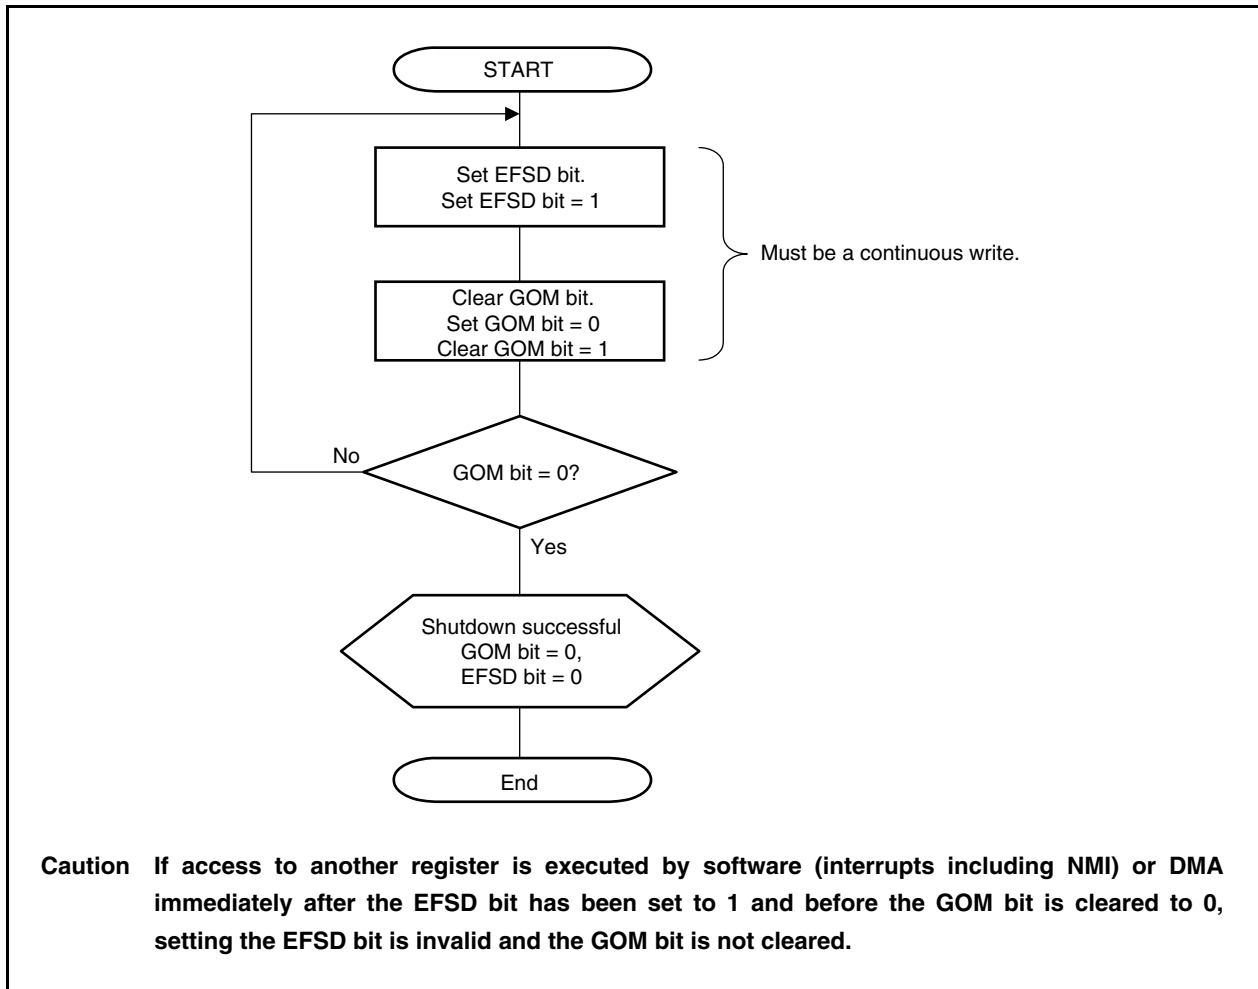 START
Set EFSD bit.
Set EFSD bit = 1
Must be a continuous write.
Clear GOM bit.
Set GOM bit = 0
Clear GOM bit = 1
No
GOM bit = 0?
Yes
Shutdown successful
GOM bit = 0,
EFSD bit = 0
End
Caution If access to another register is executed by software (interrupts including NMI) or DMA
immediately after the EFSD bit has been set to 1 and before the GOM bit is cleared to 0,
setting the EFSD bit is invalid and the GOM bit is not cleared.